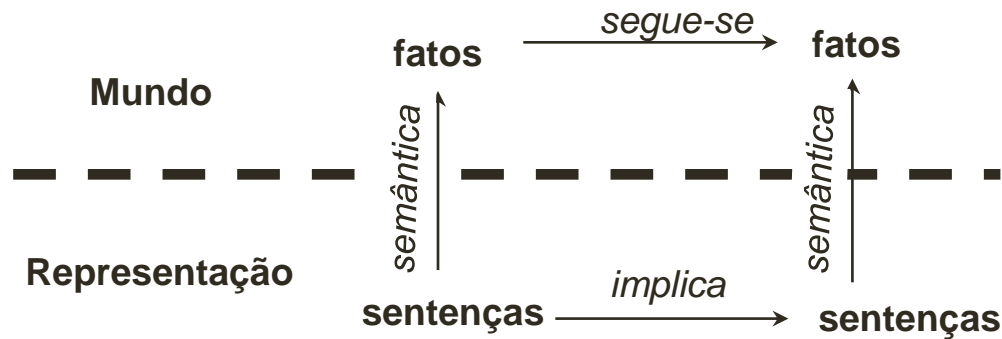 segue-se
fatos
fatos
Mundo
semântica
semântica
Representação
implica
sentenças
sentenças